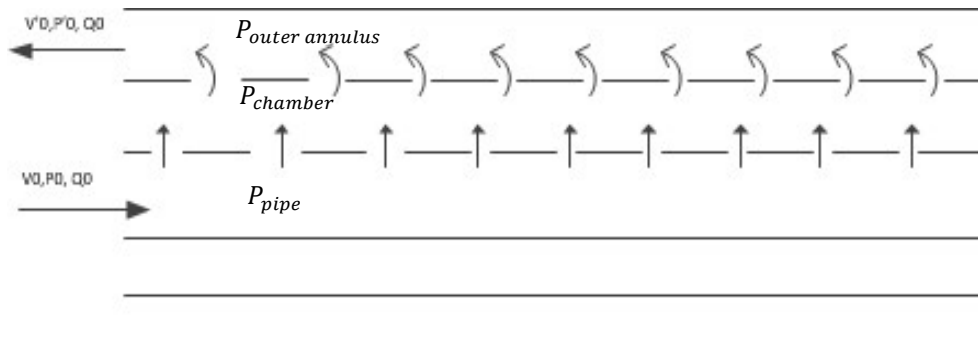 V'0,P'0, Q0
P_outer annulus
P_chamber
V0,P0, Q0
P_pipe